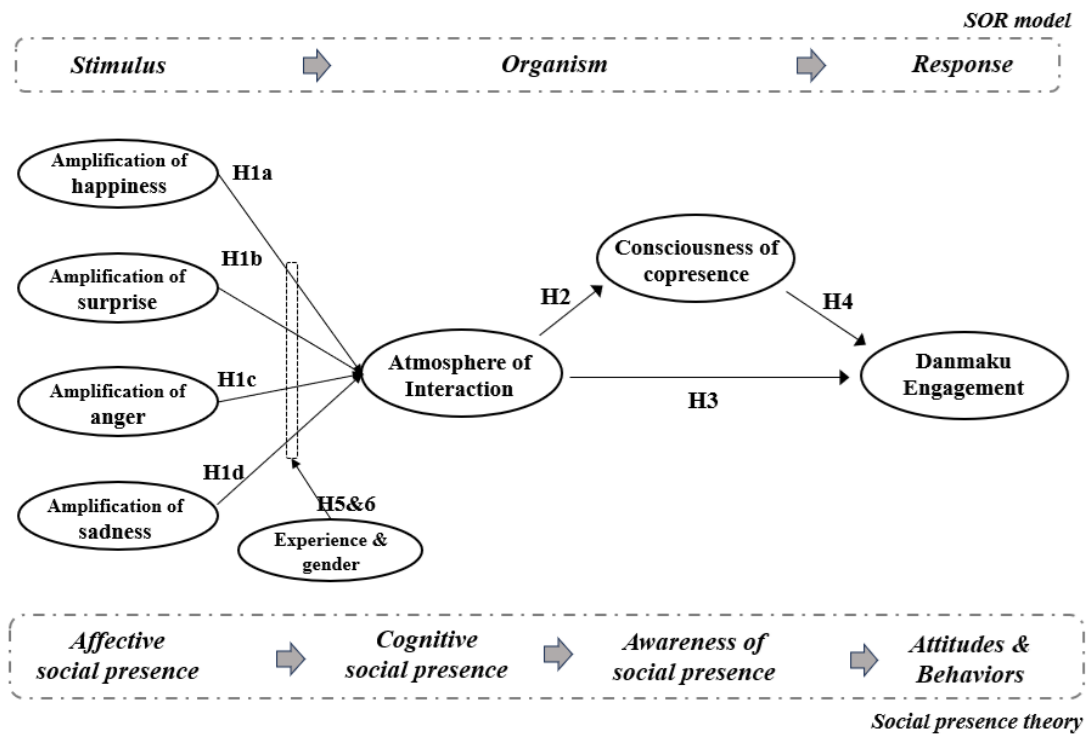 SOR model
Stimulus
Organism
Response
Amplification of
happiness
H1a
Amplification of
surprise
H1b
Consciousness of
copresence
H2
H4
Atmosphere of
Interaction
Danmaku
Engagement
H3
Amplification of
anger
H1c
Amplification of
sadness
H1d
H5&6
Experience &
gender
Affective
social presence
Cognitive
social presence
Awareness of
social presence
Attitudes &
Behaviors
Social presence theory